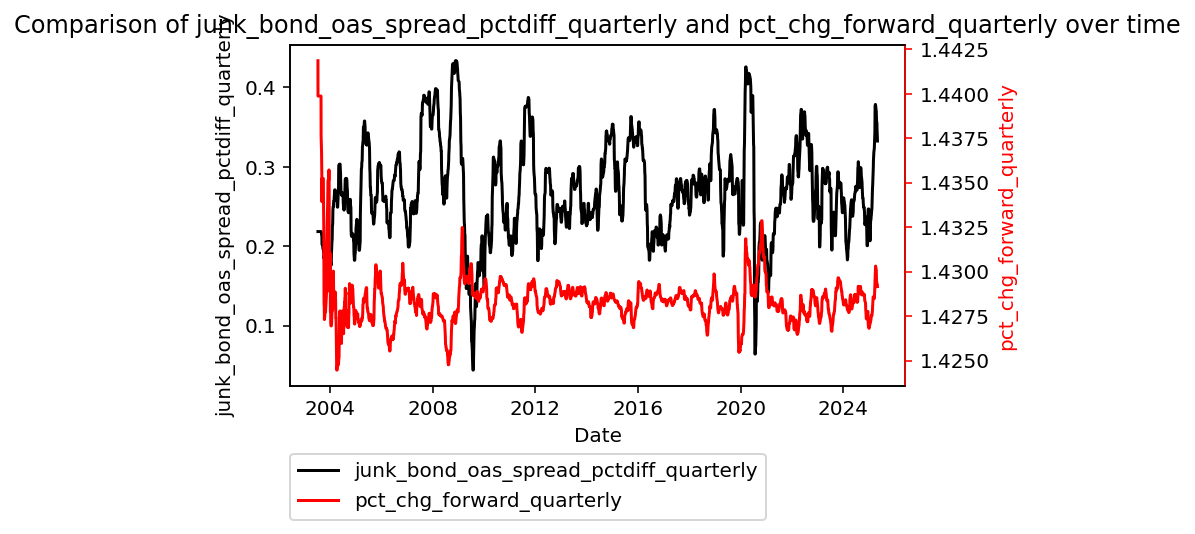 Comparison of junk_bond_oas_spread_pctdiff_quarterly and pct_chg_forward_quarterly over time
junk_bond_oas_spread_pctdiff_quarterly
0.4
0.3
0.2
0.1
1.4425
1.4400
1.4375
1.4350
1.4325
1.4300
1.4275
1.4250
pct_chg_forward_quarterly
2004 2008 2012 2016 2020 2024
Date
junk_bond_oas_spread_pctdiff_quarterly
pct_chg_forward_quarterly